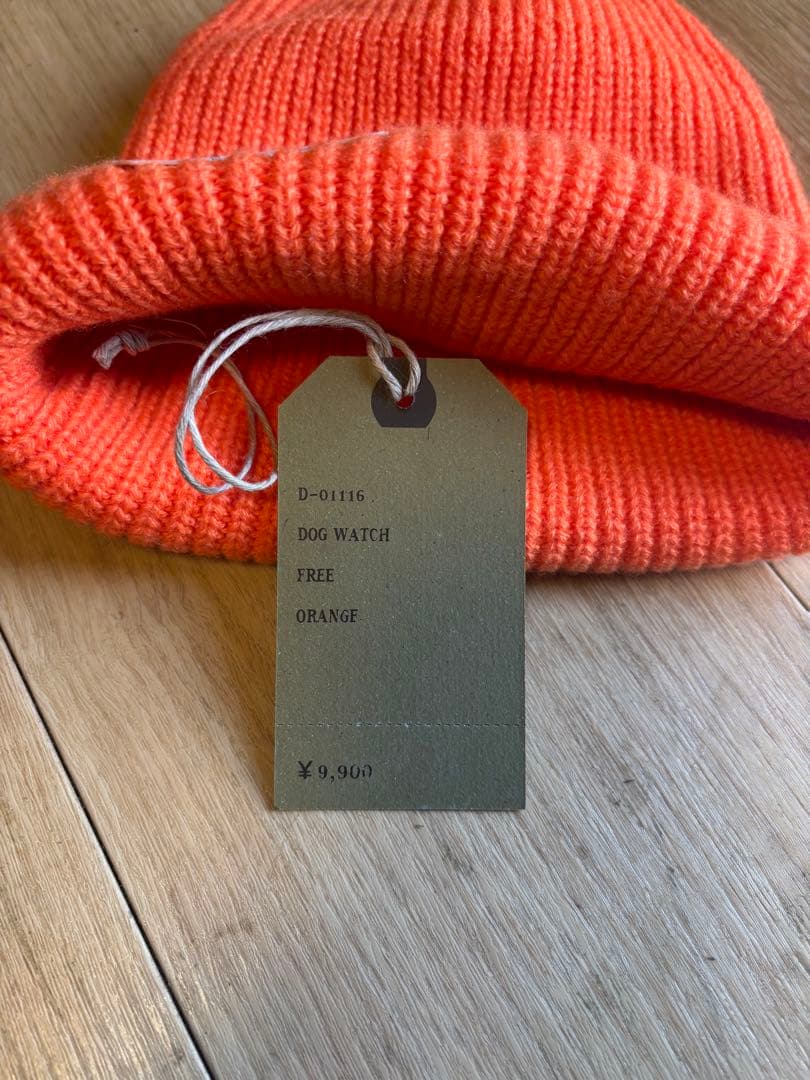 D-01116
DOG WATCH
FREE
ORANGE
¥9,900